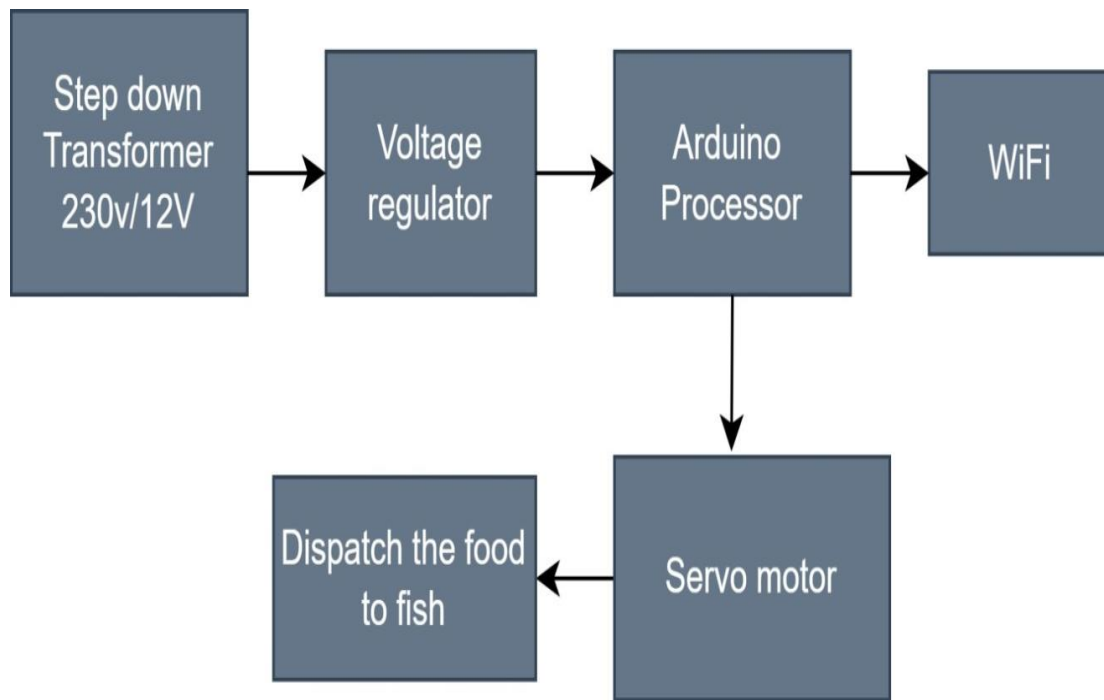 Step down
Transformer
230v/12V
Voltage
regulator
Arduino
Processor
WiFi
Dispatch the food
to fish
Servo motor